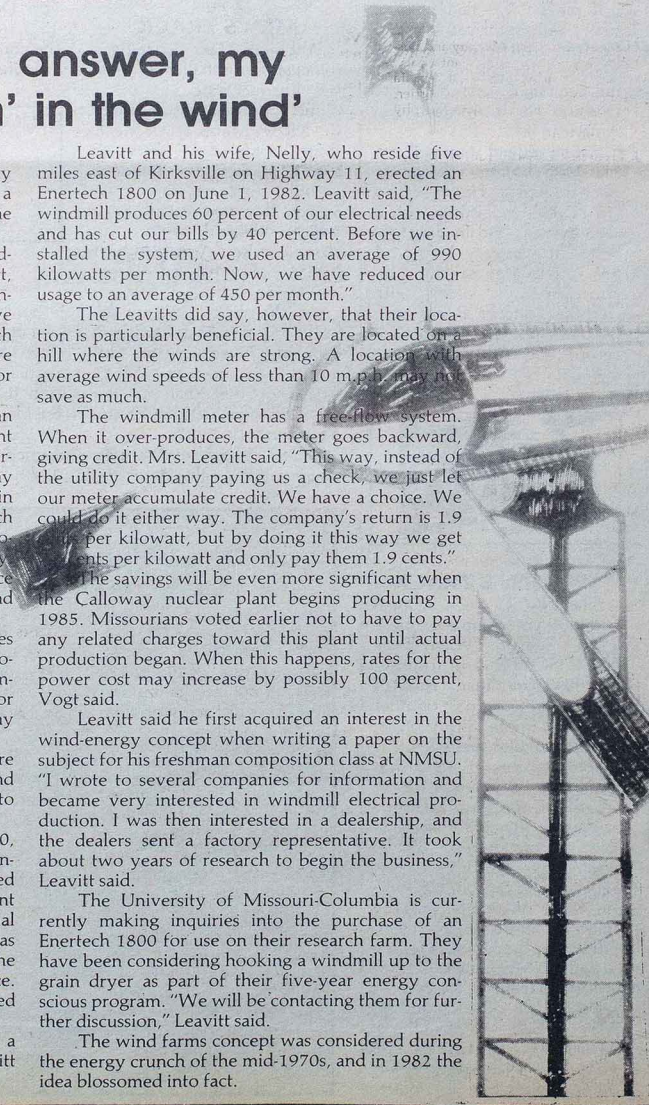 answer, my
' in the wind'
Leavitt and his wife, Nelly, who reside five
miles east of Kirksville on Highway 11, erected an
Enertech 1800 on June 1, 1982. Leavitt said, "The
windmill produces 60 percent of our electrical needs
and has cut our bills by 40 percent. Before we in-
stalled the system, we used an average of 990
kilowatts per month. Now, we have reduced our
usage to an average of 450 per month."
The Leavitts did say, however, that their loca-
tion is particularly beneficial. They are located on a
hill where the winds are strong. A location with
average wind speeds of less than 10 m.p.h. may not
save as much.
The windmill meter has a free-flow system.
When it over-produces, the meter goes backward,
giving credit. Mrs. Leavitt said, "This way, instead of
the utility company paying us a check, we just let
our meter accumulate credit. We have a choice. We
could do it either way. The company's return is 1.9
per kilowatt, but by doing it this way we get
per kilowatt and only pay them 1.9 cents."
The savings will be even more significant when
the Calloway nuclear plant begins producing in
1985. Missourians voted earlier not to have to pay
any related charges toward this plant until actual
production began. When this happens, rates for the
power cost may increase by possibly 100 percent,
Vogt said.
Leavitt said he first acquired an interest in the
wind-energy concept when writing a paper on the
subject for his freshman composition class at NMSU.
"I wrote to several companies for information and
became very interested in windmill electrical pro-
duction. I was then interested in a dealership, and
the dealers sent a factory representative. It took
about two years of research to begin the business,"
Leavitt said.
The University of Missouri-Columbia is cur-
rently making inquiries into the purchase of an
Enertech 1800 for use on their research farm. They
have been considering hooking a windmill up to the
grain dryer as part of their five-year energy con-
scious program. "We will be contacting them for fur-
ther discussion," Leavitt said.
The wind farms concept was considered during
the energy crunch of the mid-1970s, and in 1982 the
idea blossomed into fact.